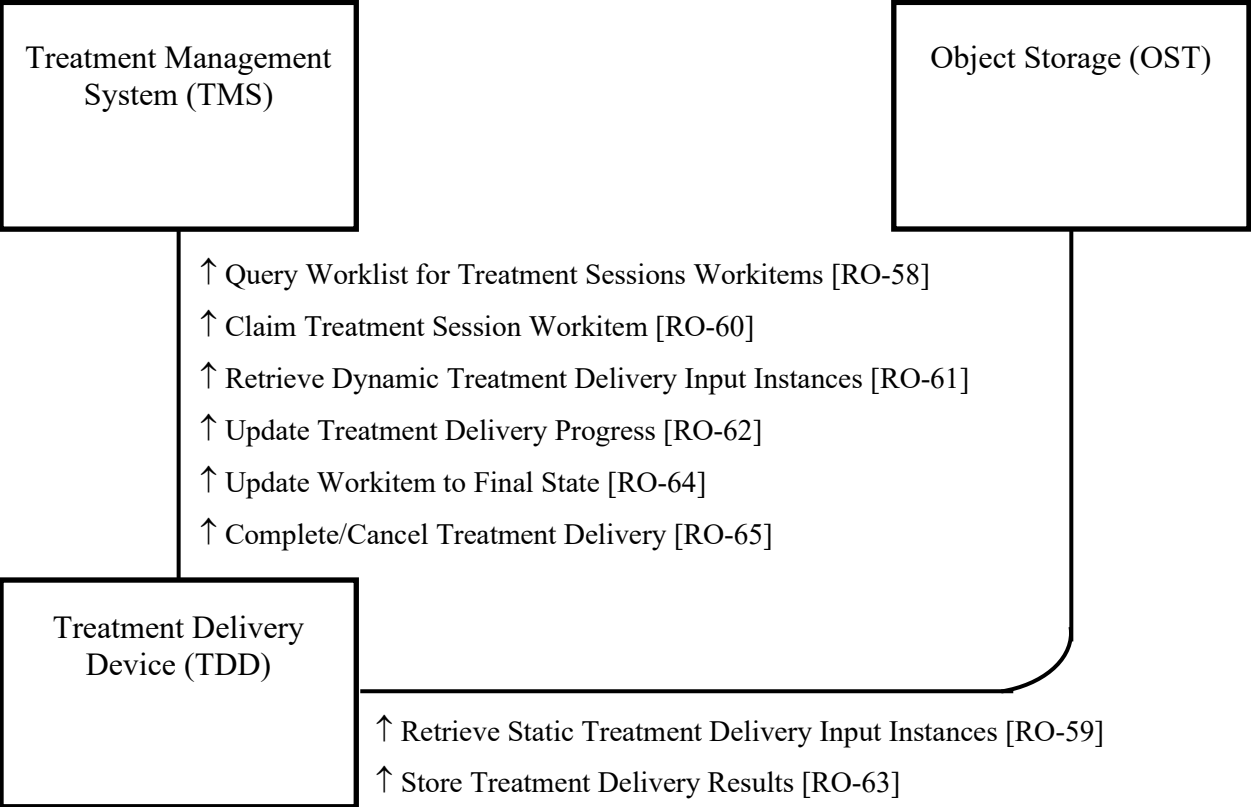 Treatment Management
System (TMS)
Object Storage (OST)
↑ Query Worklist for Treatment Sessions Workitems [RO-58]
↑ Claim Treatment Session Workitem [RO-60]
↑ Retrieve Dynamic Treatment Delivery Input Instances [RO-61]
↑ Update Treatment Delivery Progress [RO-62]
↑ Update Workitem to Final State [RO-64]
↑ Complete/Cancel Treatment Delivery [RO-65]
Treatment Delivery
Device (TDD)
↑ Retrieve Static Treatment Delivery Input Instances [RO-59]
↑ Store Treatment Delivery Results [RO-63]